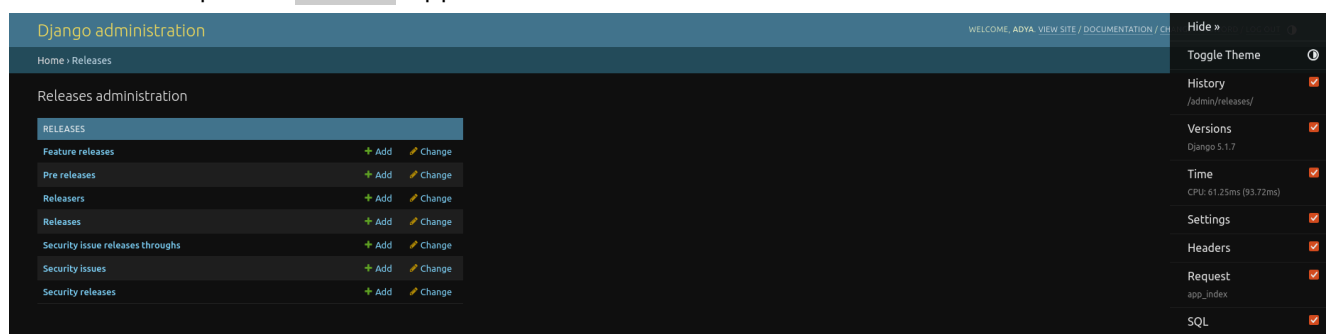 Django administration
WELCOME, ADYA. VIEW SITE / DOCUMENTATION / CH
Home › Releases
Releases administration
RELEASES
Feature releases + Add Change
Pre releases + Add Change
Releasers + Add Change
Releases + Add Change
Security issue releases throughs + Add Change
Security issues + Add Change
Security releases + Add Change
Hide »
Toggle Theme
History
/admin/releases/
Versions
Django 5.1.7
Time
CPU: 61.25ms (93.72ms)
Settings
Headers
Request
app_index
SQL